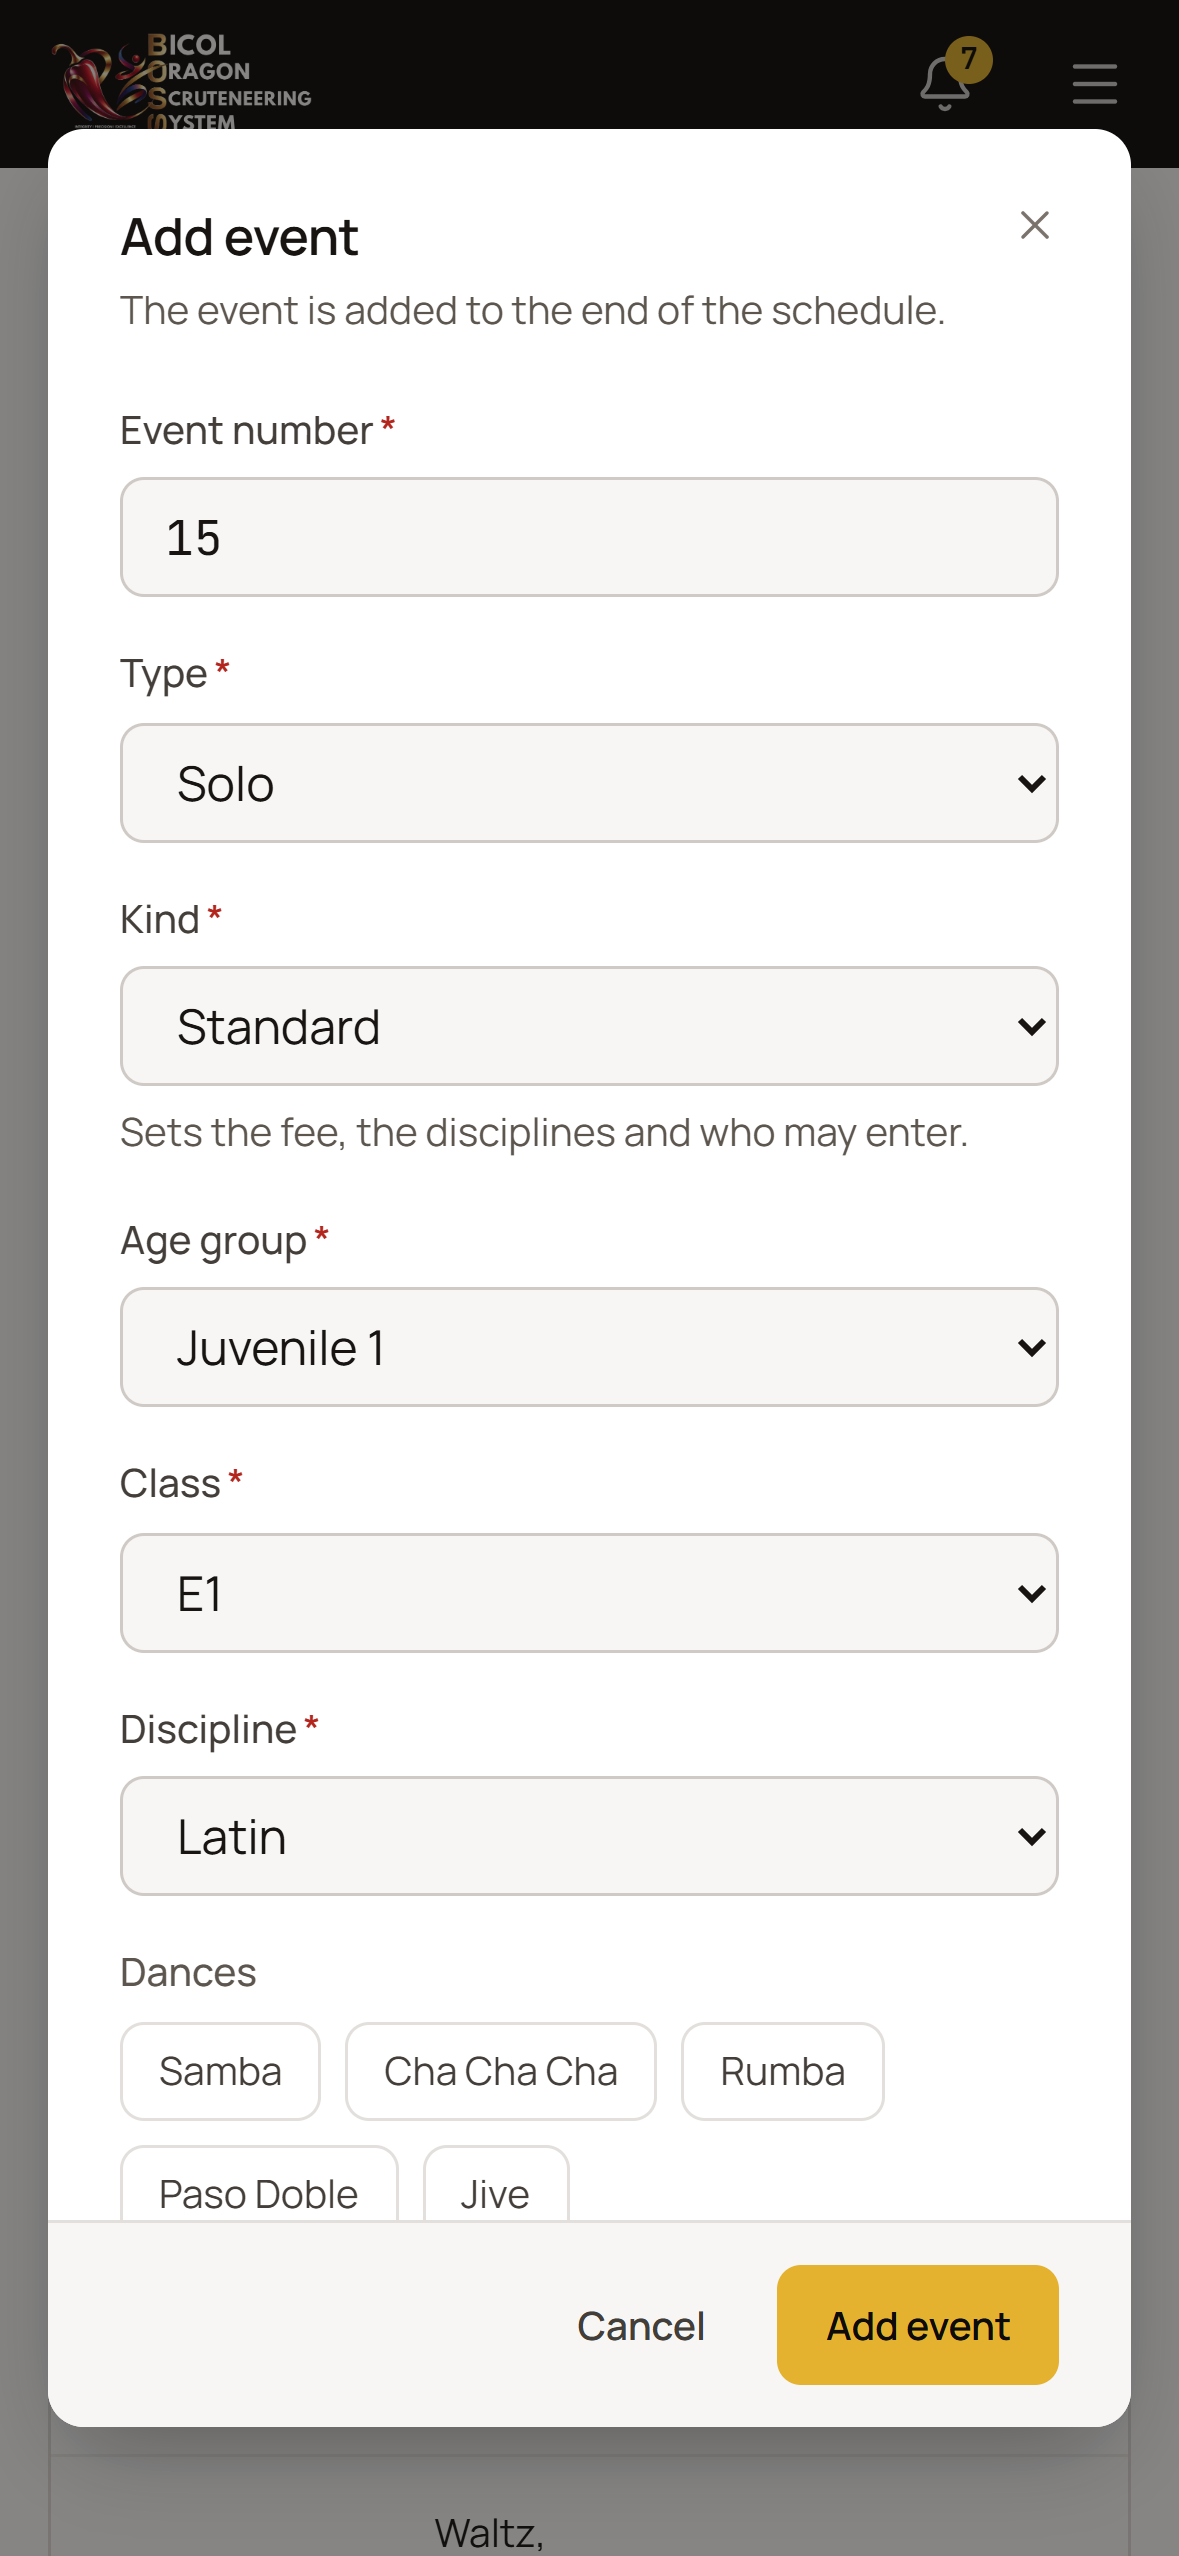 BICOL
DRAGON
SCRUTENEERING
SYSTEM
7
Add event
The event is added to the end of the schedule.
Event number *
15
Type *
Solo
Kind *
Standard
Sets the fee, the disciplines and who may enter.
Age group *
Juvenile 1
Class *
E1
Discipline *
Latin
Dances
Samba
Cha Cha Cha
Rumba
Paso Doble
Jive
Cancel
Add event
Waltz,